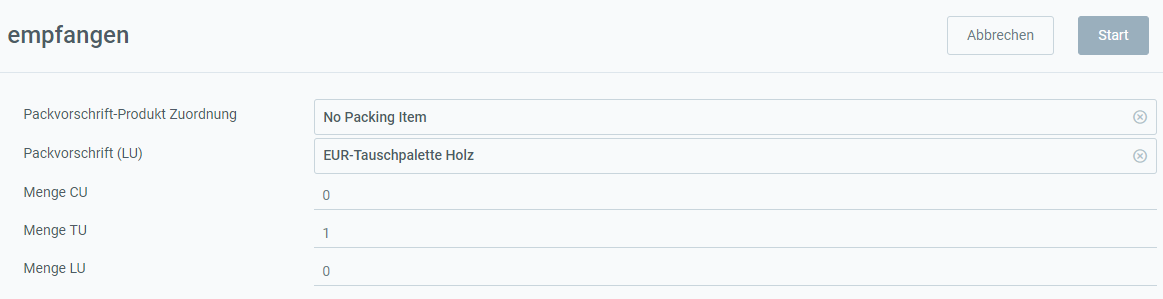 empfangen
Abbrechen
Start
Packvorschrift-Produkt Zuordnung
No Packing Item
Packvorschrift (LU)
EUR-Tauschpalette Holz
Menge CU
0
Menge TU
1
Menge LU
0